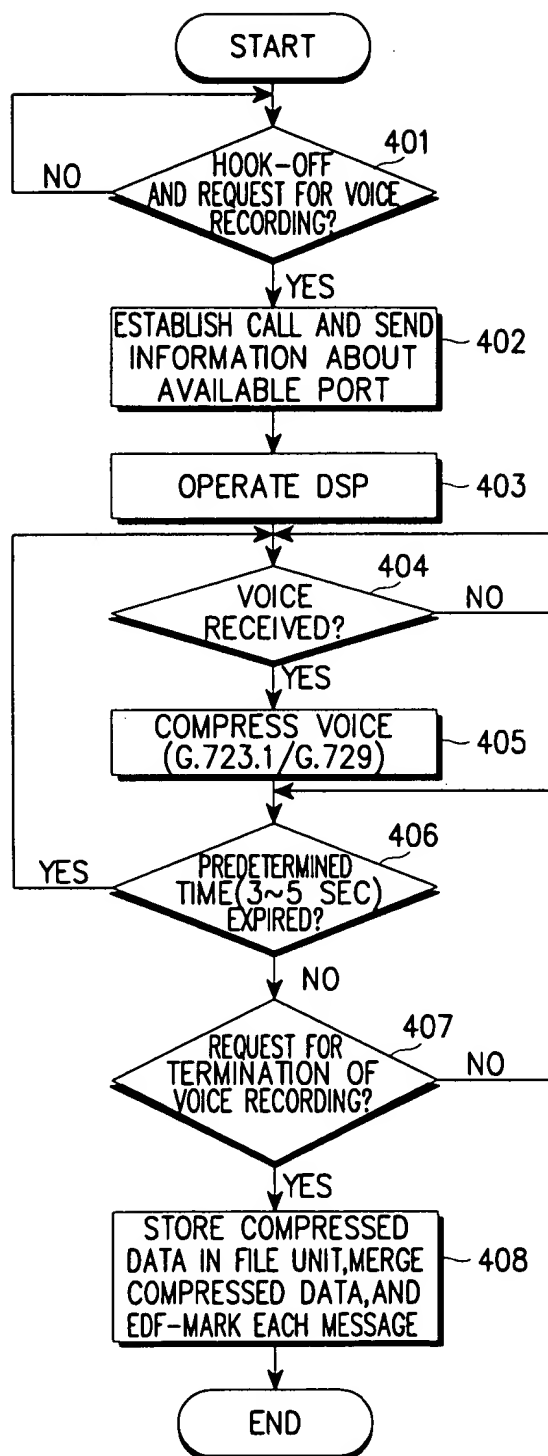 START
401
HOOK-OFF
NO
AND REQUEST FOR VOICE
RECORDING?
YES
ESTABLISH CALL AND SEND
INFORMATION ABOUT
AVAILABLE PORT
402
OPERATE DSP
403
404
VOICE
RECEIVED?
NO
YES
COMPRESS VOICE
(G.723.1/G.729)
405
406
YES
PREDETERMINED
TIME(3~5 SEC)
EXPIRED?
NO
407
REQUEST FOR
TERMINATION OF
VOICE RECORDING?
NO
YES
STORE COMPRESSED
DATA IN FILE UNIT,MERGE
COMPRESSED DATA,AND
EDF-MARK EACH MESSAGE
408
END